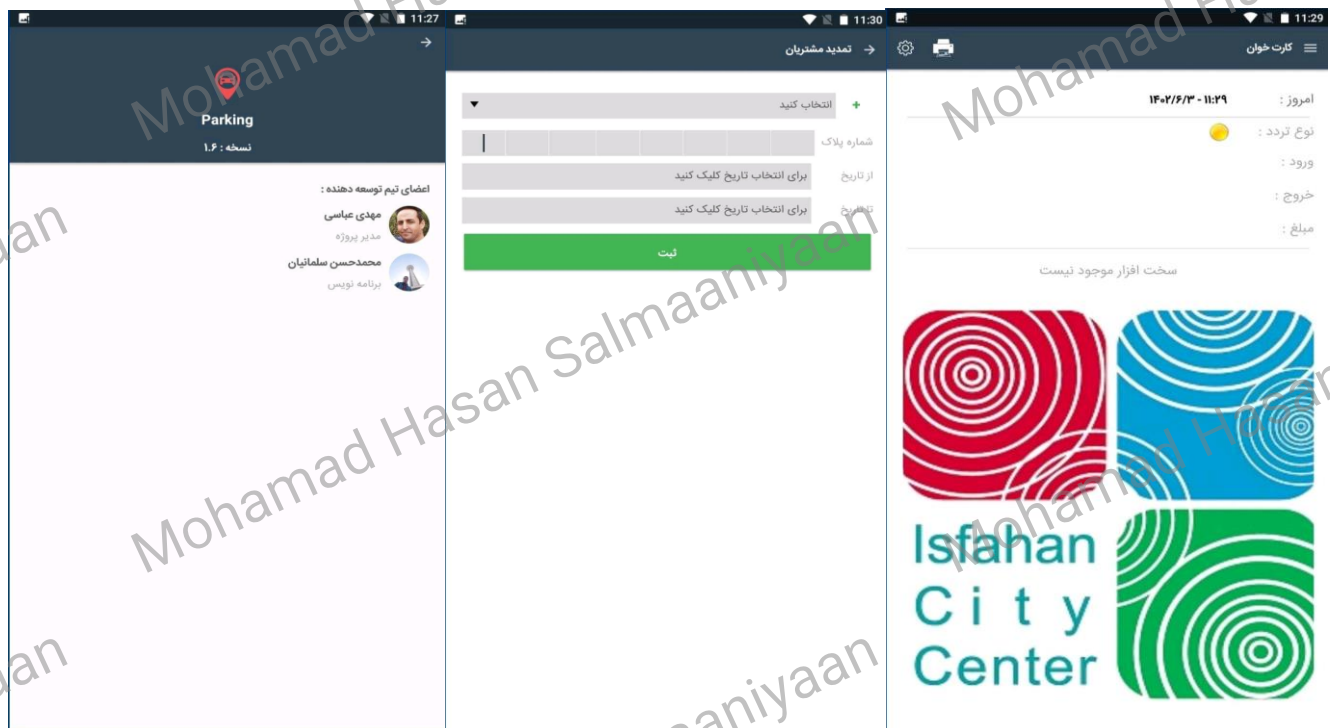 11:27
Parking
نسخه : ۱.۶
اعضای تیم توسعه دهنده :
مهدی عباسی
مدیر پروژه
محمدحسن سلمانیان
برنامه نویس
11:30
تمدید مشتریان
انتخاب کنید
شماره پلاک
از تاریخ
برای انتخاب تاریخ کلیک کنید
تا تاریخ
برای انتخاب تاریخ کلیک کنید
ثبت
11:29
کارت خوان
امروز :
۱۴۰۲/۶/۳ - ۱۱:۲۹
نوع تردد :
ورود :
خروج :
مبلغ :
سخت افزار موجود نیست
Isfahan
City
Center
Mohamad Hasan Salmaaniyaan